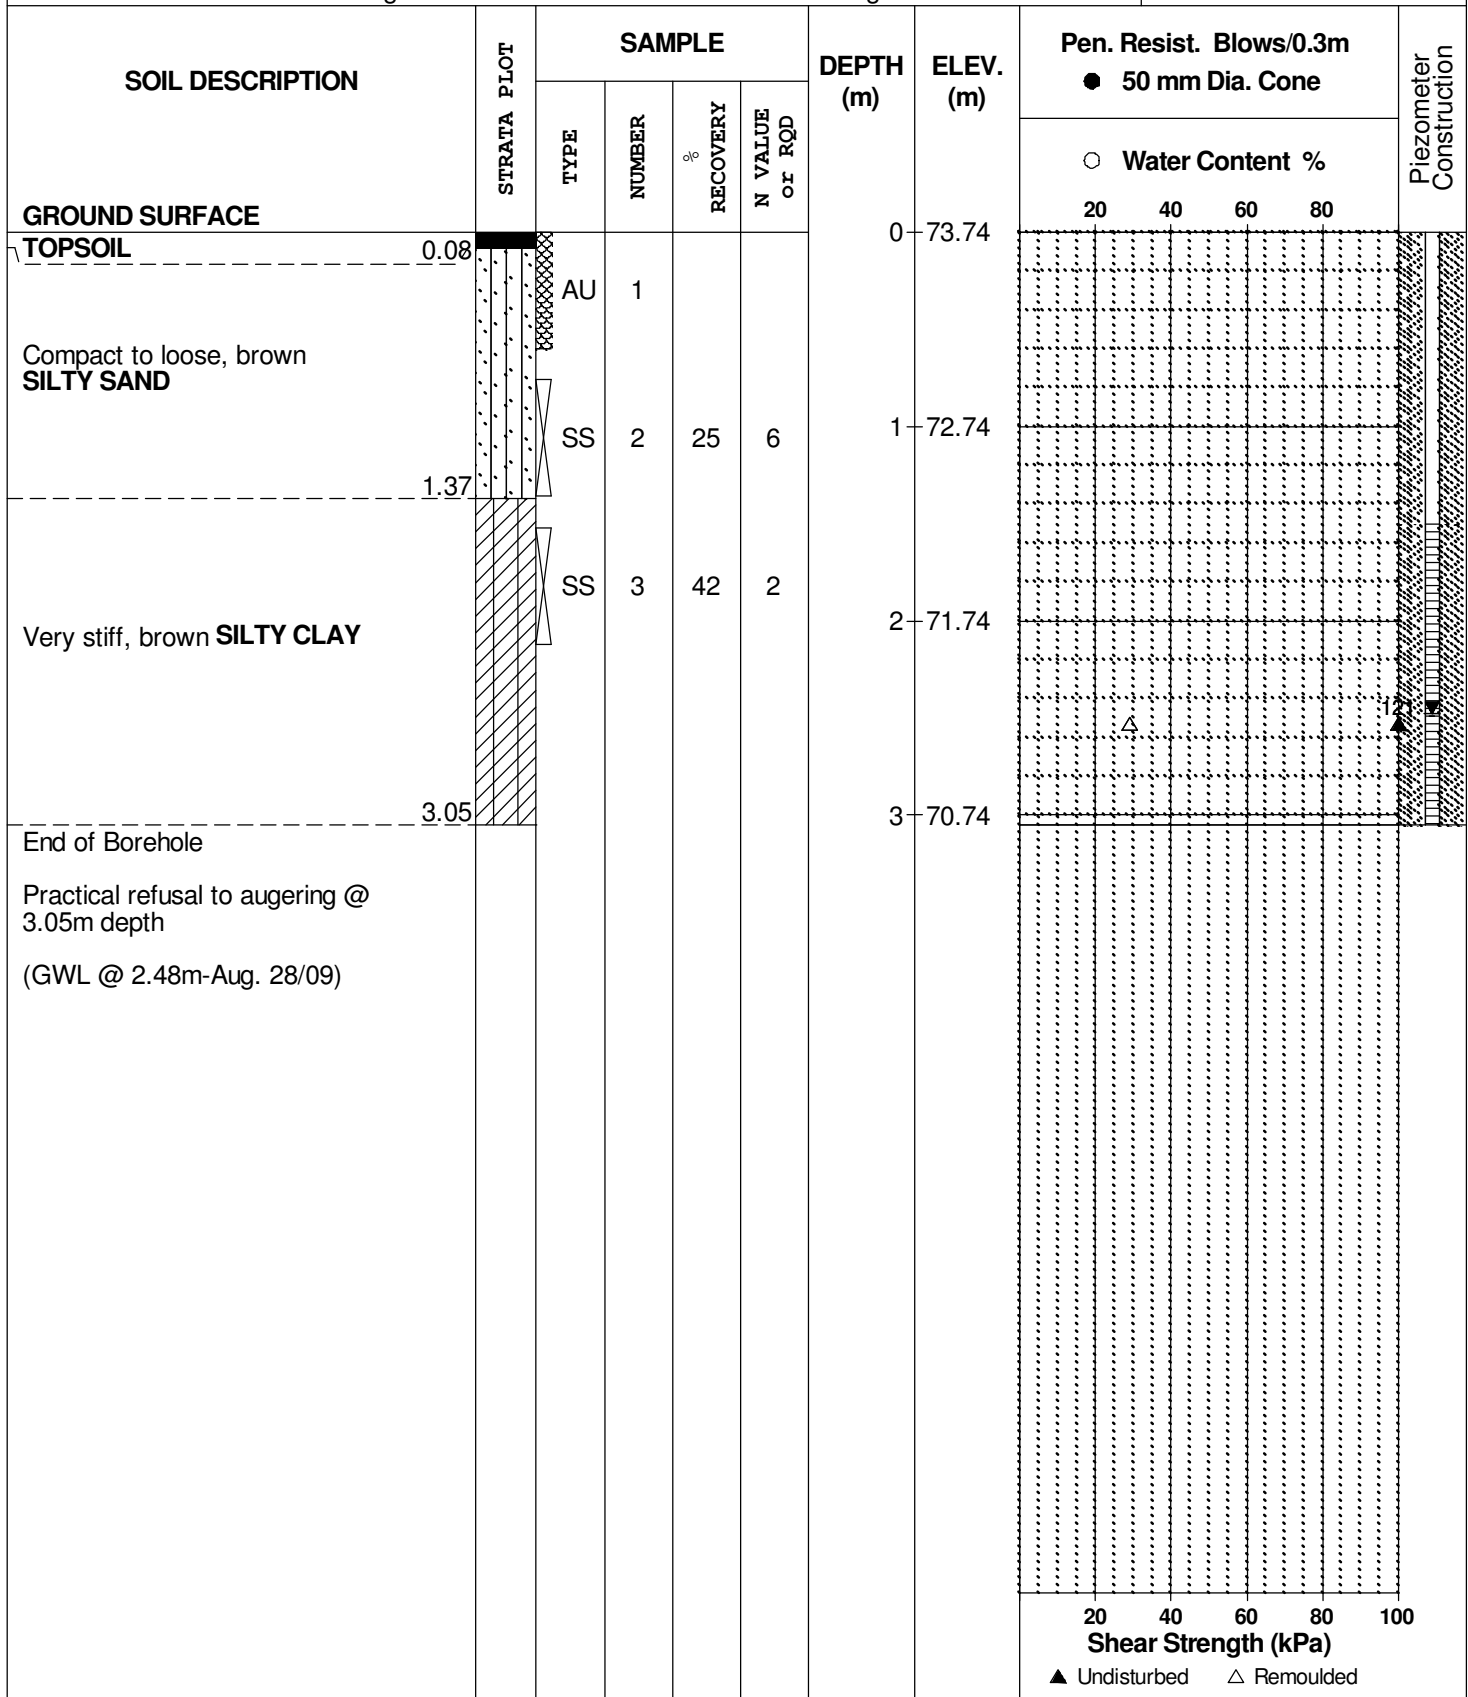 SOIL DESCRIPTION
STRATA PLOT
SAMPLE
TYPE
NUMBER
% RECOVERY
N VALUE or RQD
DEPTH (m)
ELEV. (m)
Pen. Resist. Blows/0.3m
● 50 mm Dia. Cone
○ Water Content %
Piezometer Construction
20 40 60 80
GROUND SURFACE
0 73.74
TOPSOIL 0.08
AU 1
Compact to loose, brown
SILTY SAND
SS 2 25 6
1 72.74
1.37
SS 3 42 2
2 71.74
Very stiff, brown SILTY CLAY
3.05
3 70.74
End of Borehole
Practical refusal to augering @
3.05m depth
(GWL @ 2.48m-Aug. 28/09)
20 40 60 80 100
Shear Strength (kPa)
▲ Undisturbed △ Remoulded